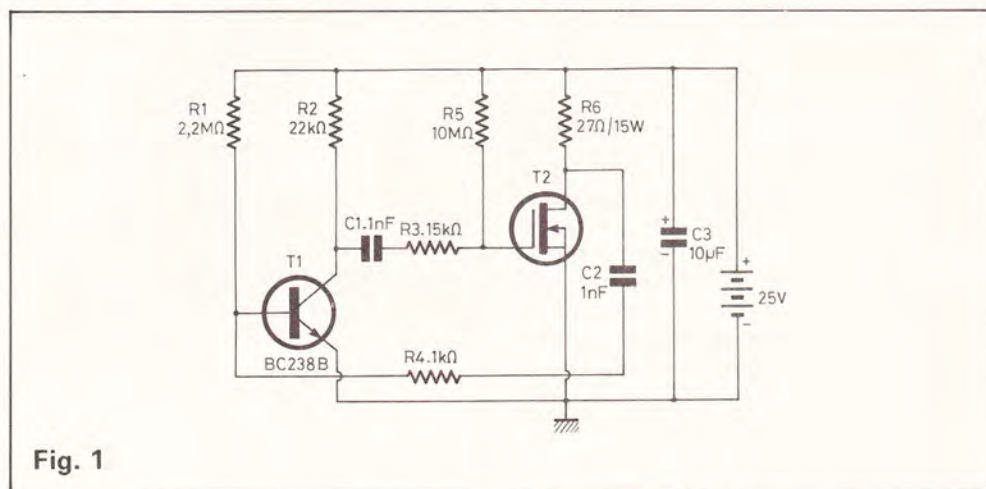 R1
2,2MΩ
R2
22kΩ
R5
10MΩ
R6
27Ω/15W
T2
C1.1nF
R3.15kΩ
+
C3
10µF
-
+
25V
-
C2
1nF
T1
BC238B
R4.1kΩ
Fig. 1